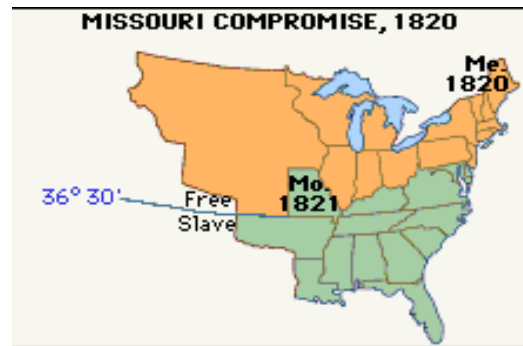 MISSOURI COMPROMISE, 1820
Me.
1820
36° 30'
Free
Slave
Mo.
1821